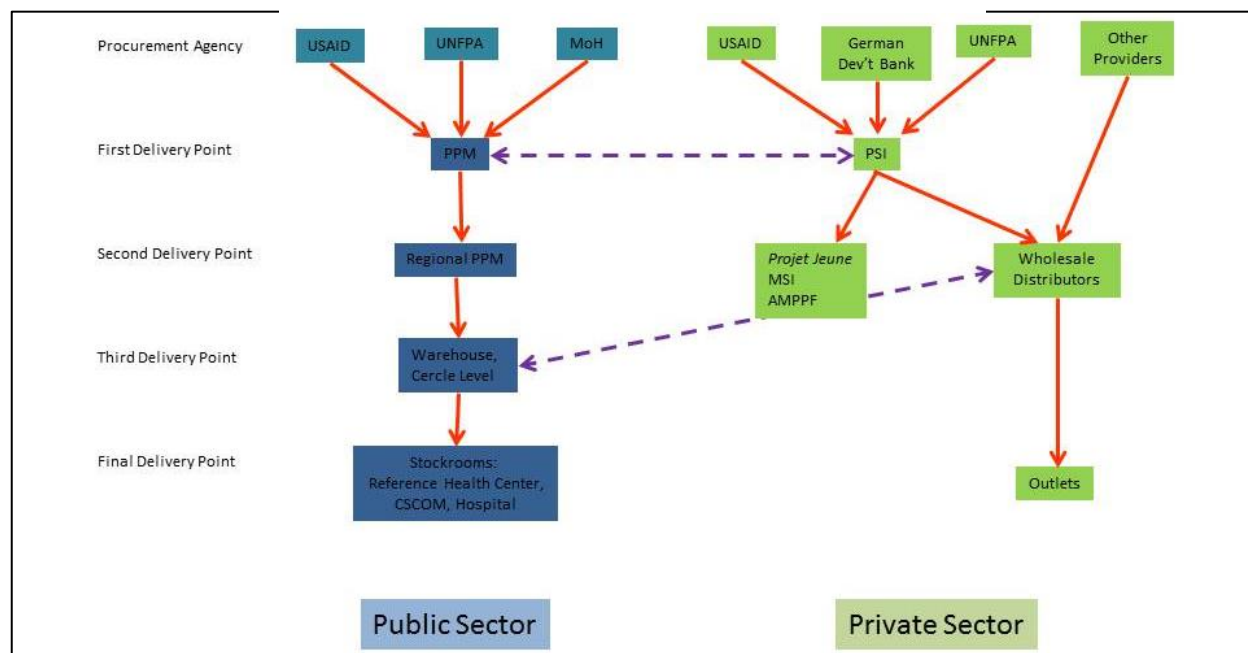 Procurement Agency
USAID
UNFPA
MoH
USAID
German
Dev't Bank
UNFPA
Other
Providers
First Delivery Point
PPM
PSI
Second Delivery Point
Regional PPM
Projet Jeune
MSI
AMPPF
Wholesale
Distributors
Third Delivery Point
Warehouse,
Cercle Level
Final Delivery Point
Stockrooms:
Reference Health Center,
CSCOM, Hospital
Outlets
Public Sector
Private Sector